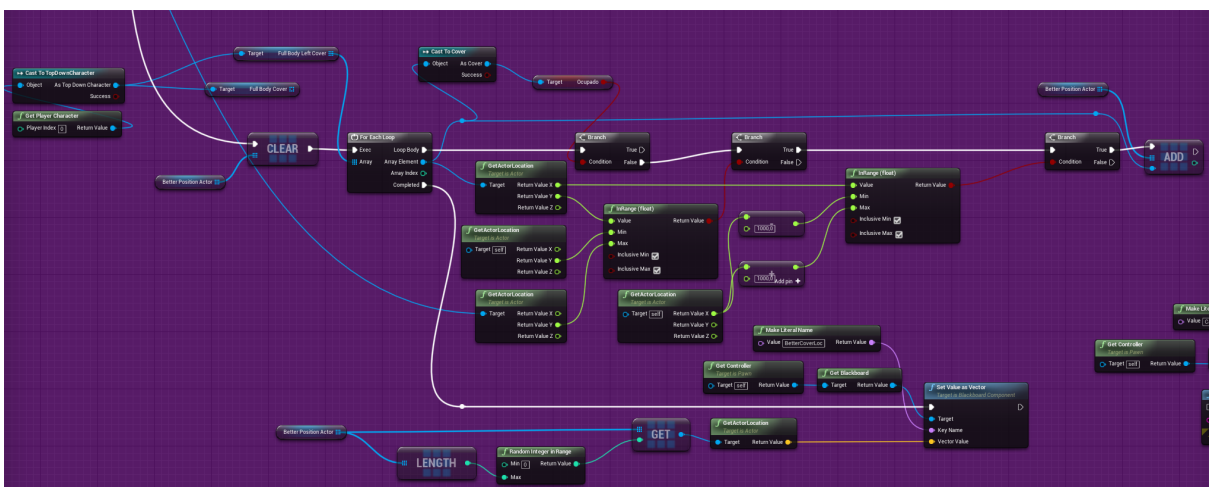 Cast To TopDownCharacter
Object As Top Down Character
Success
Get Player Character
Player Index 0 Return Value
Target Full Body Left Cover
Target Full Body Cover
CLEAR
Better Position Actor
For Each Loop
Exec Loop Body
Array Array Element
Array Index
Completed
Cast To Cover
Object As Cover
Success
Target Ocupado
Branch
True
Condition False
GetActorLocation
Target is Actor
Target Return Value X
Return Value Y
Return Value Z
GetActorLocation
Target is Actor
Target self Return Value X
Return Value Y
Return Value Z
GetActorLocation
Target is Actor
Target Return Value X
Return Value Y
Return Value Z
InRange (float)
Value Return Value
Min
Max
Inclusive Min
Inclusive Max
GetActorLocation
Target is Actor
Target self Return Value X
Return Value Y
Return Value Z
Branch
True
Condition False
1000,0
1000,0 Add pin +
InRange (float)
Value Return Value
Min
Max
Inclusive Min
Inclusive Max
Branch
True
Condition False
Better Position Actor
ADD
Make Literal Name
Value BetterCoverLoc Return Value
Get Controller
Target is Pawn
Target self Return Value
Get Blackboard
Target Return Value
Set Value as Vector
Target is Blackboard Component
Target
Key Name
Vector Value
Better Position Actor
LENGTH
Random Integer in Range
Min 0 Return Value
Max
GET
GetActorLocation
Target is Actor
Target Return Value
Make Lit
Value
Get Controller
Target is Pawn
Target self Return Value